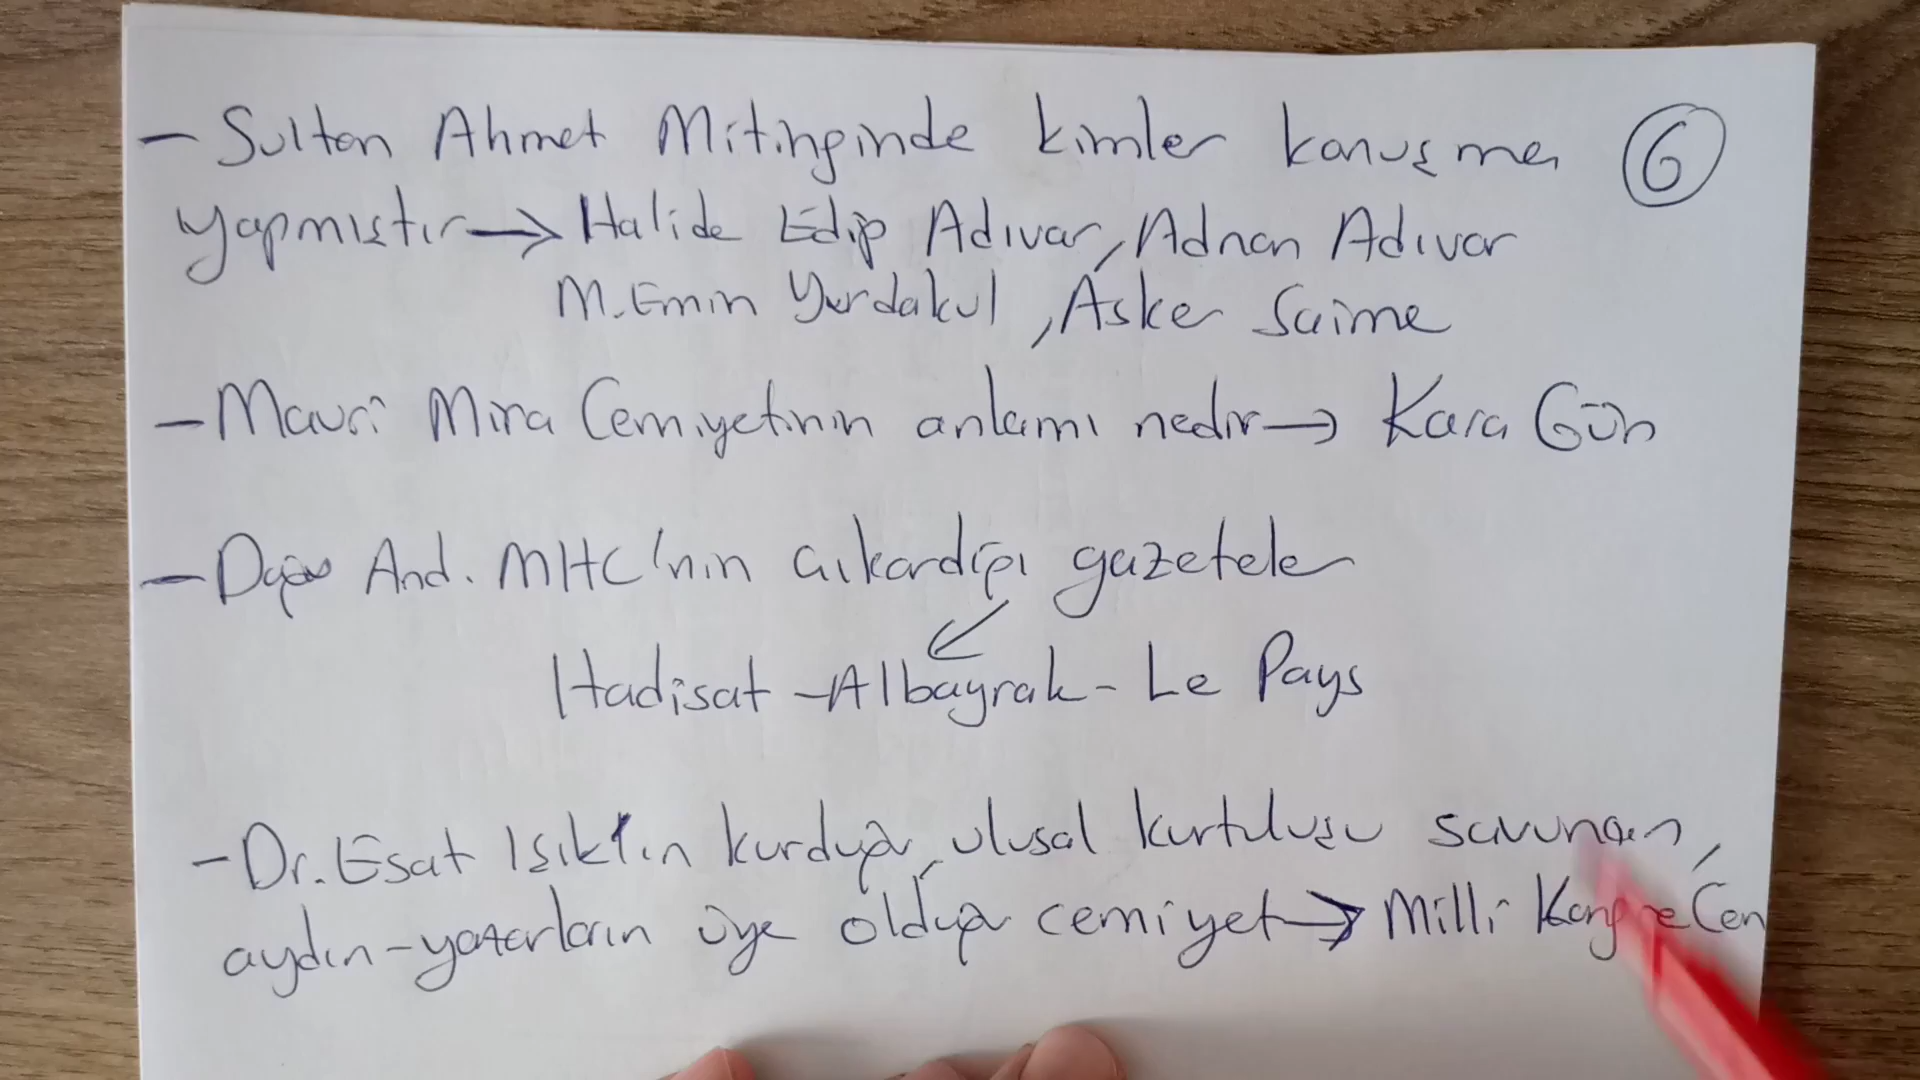 - Sultan Ahmet Mitinginde kimler konuşma ⑥
yapmıştır → Halide Edip Adıvar, Adnan Adıvar
M. Emin Yurdakul, Asker Saime
- Mavri Mira Cemiyetinin anlamı nedir → Kara Gün
- Doğu And. MHC'nin çıkardığı gazeteler
Hadisat - Albayrak - Le Pays
- Dr. Esat Işık'ın kurduğu, ulusal kurtuluşu savunan,
aydın-yazarların üye olduğu cemiyet → Milli Kongre Cem